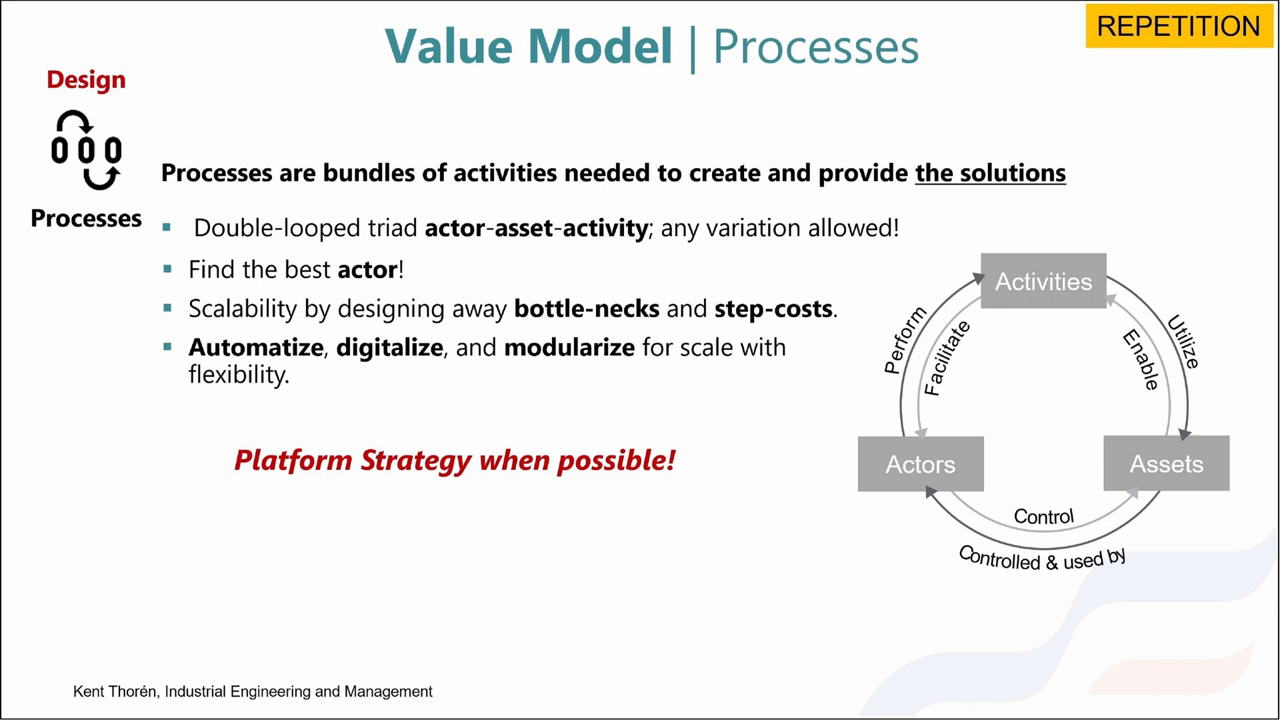 REPETITION
Value Model | Processes
Design
Processes
Processes are bundles of activities needed to create and provide the solutions
▪ Double-looped triad actor-asset-activity; any variation allowed!
▪ Find the best actor!
▪ Scalability by designing away bottle-necks and step-costs.
▪ Automatize, digitalize, and modularize for scale with
flexibility.
Platform Strategy when possible!
Activities
Perform
Facilitate
Enable
Utilize
Actors
Assets
Control
Controlled & used by
Kent Thorén, Industrial Engineering and Management